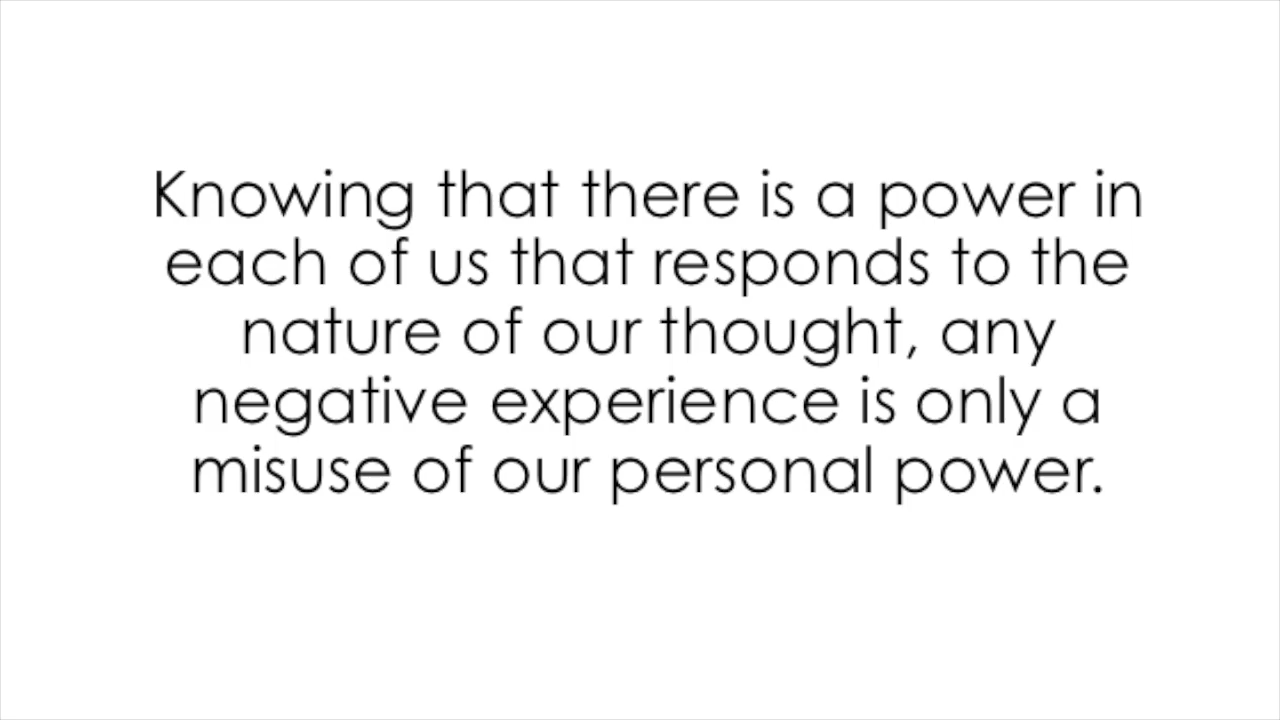 Knowing that there is a power in
each of us that responds to the
nature of our thought, any
negative experience is only a
misuse of our personal power.